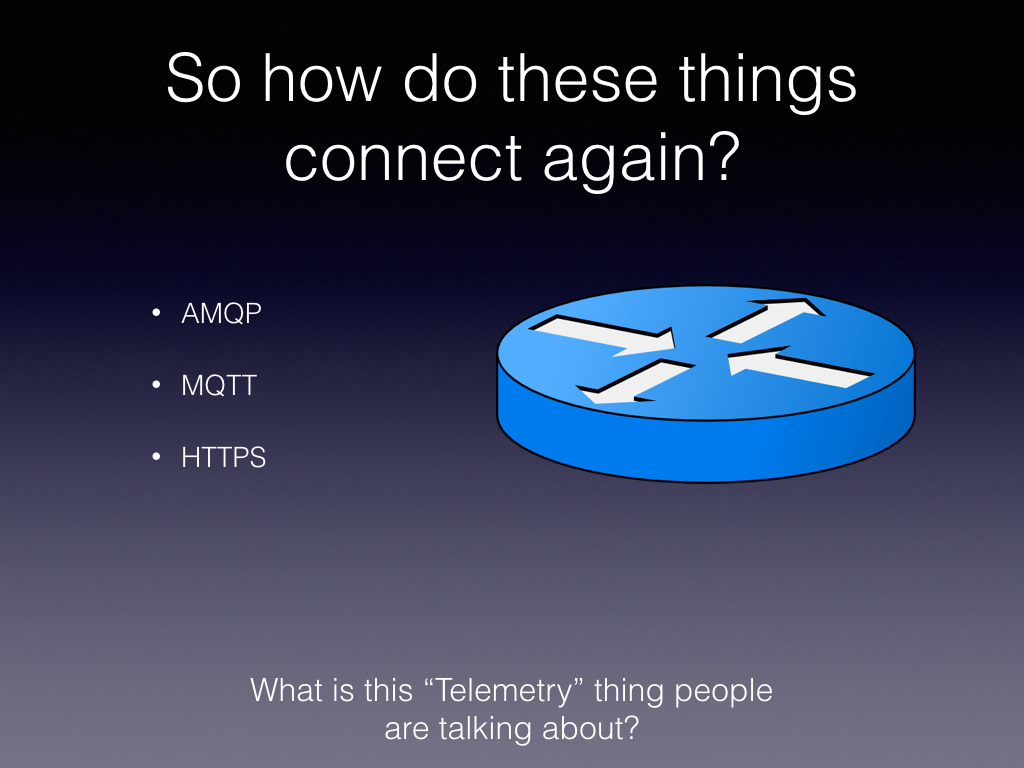 So how do these things
connect again?
• AMQP
• MQTT
• HTTPS
What is this “Telemetry” thing people
are talking about?